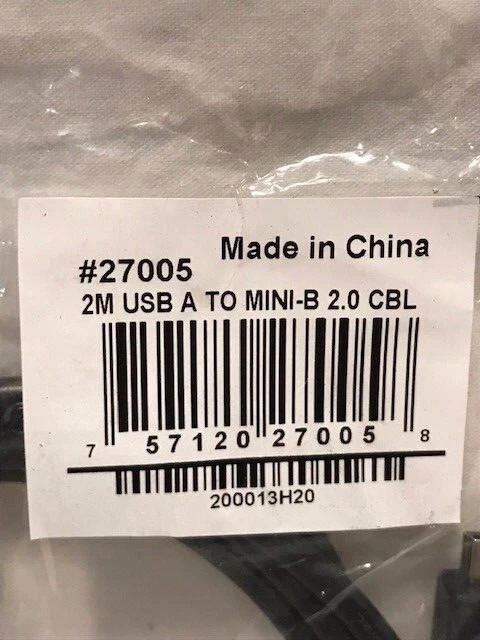 Made in China
#27005
2M USB A TO MINI-B 2.0 CBL
7 57120 27005 8
200013H20